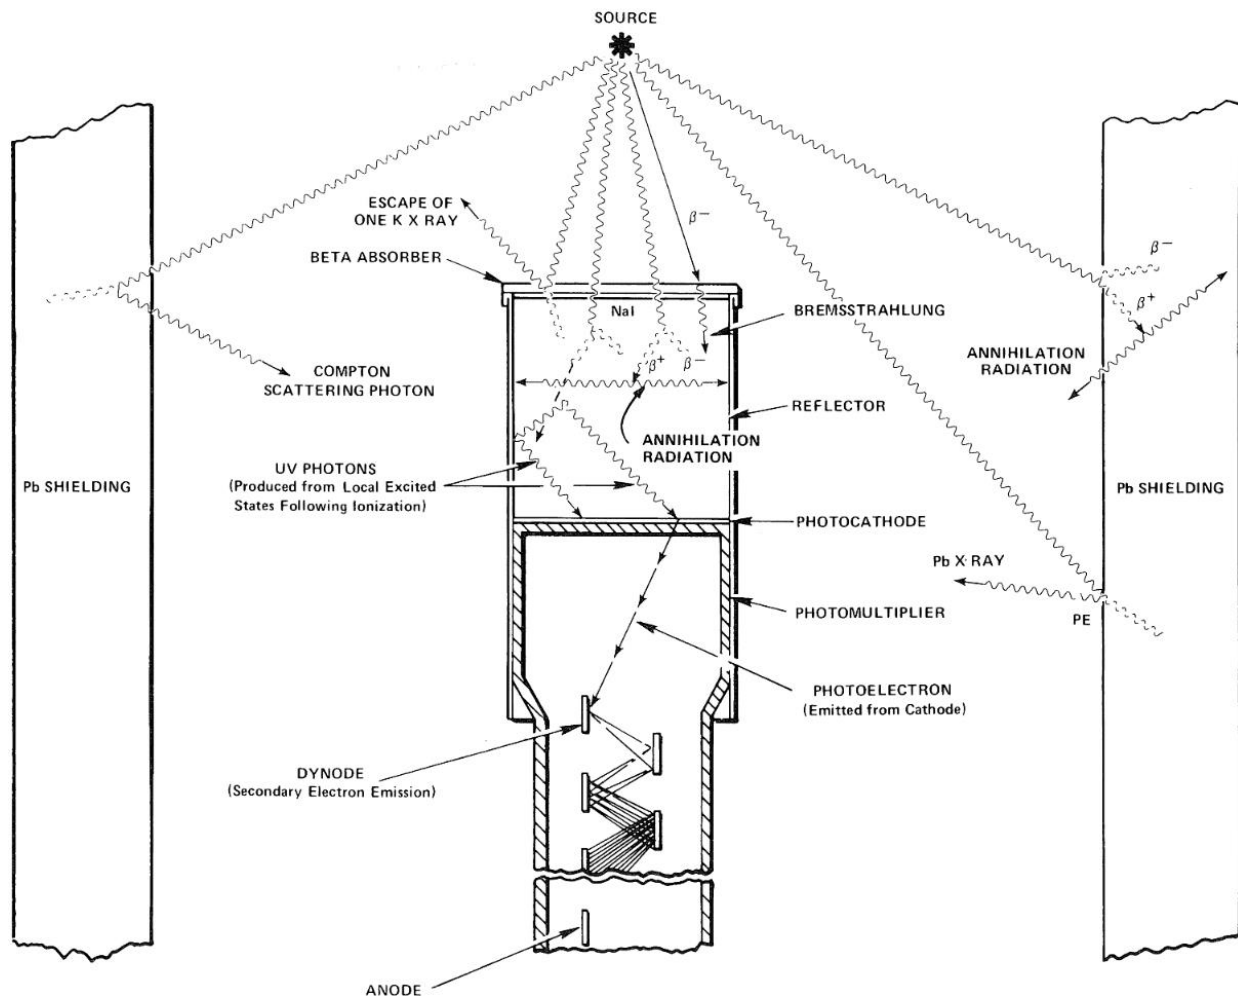 SOURCE
ESCAPE OF
ONE K X RAY
β−
BETA ABSORBER
β−
NaI
BREMSSTRAHLUNG
β+
β+
β−
ANNIHILATION
RADIATION
COMPTON
SCATTERING PHOTON
REFLECTOR
ANNIHILATION
RADIATION
UV PHOTONS
(Produced from Local Excited
States Following Ionization)
Pb SHIELDING
Pb SHIELDING
PHOTOCATHODE
Pb X-RAY
PHOTOMULTIPLIER
PE
PHOTOELECTRON
(Emitted from Cathode)
DYNODE
(Secondary Electron Emission)
ANODE